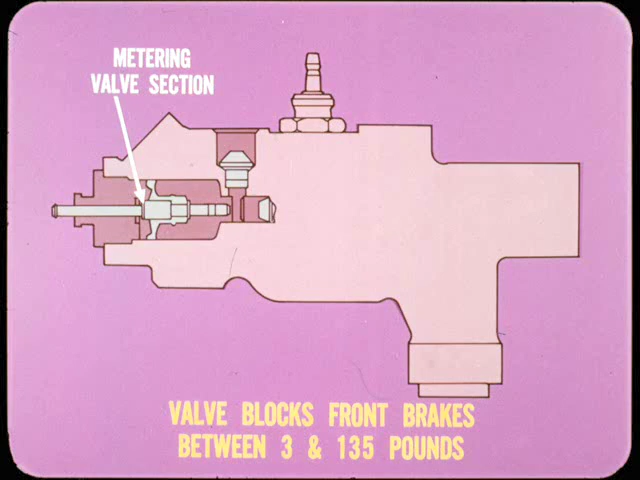 METERING
VALVE SECTION
VALVE BLOCKS FRONT BRAKES
BETWEEN 3 & 135 POUNDS